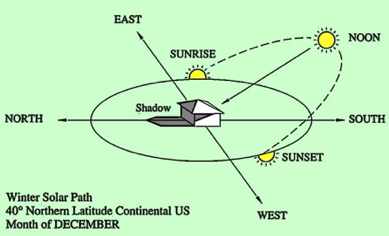 EAST
NOON
SUNRISE
Shadow
NORTH
SOUTH
SUNSET
Winter Solar Path
40° Northern Latitude Continental US
Month of DECEMBER
WEST